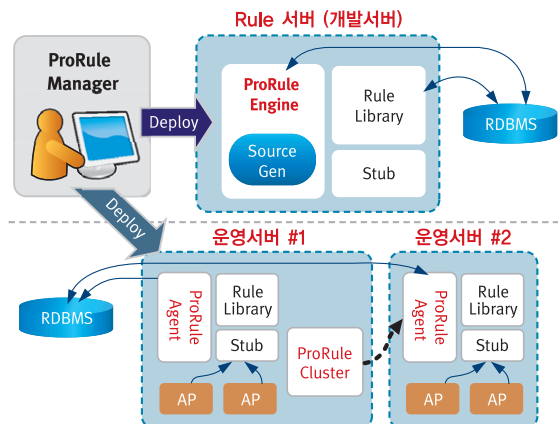 Rule 서버 (개발서버)
ProRule
Manager
Deploy
ProRule
Engine
Source
Gen
Rule
Library
Stub
RDBMS
Deploy
운영서버 #1
운영서버 #2
RDBMS
ProRule
Agent
Rule
Library
Stub
ProRule
Cluster
AP
AP
ProRule
Agent
Rule
Library
Stub
AP
AP